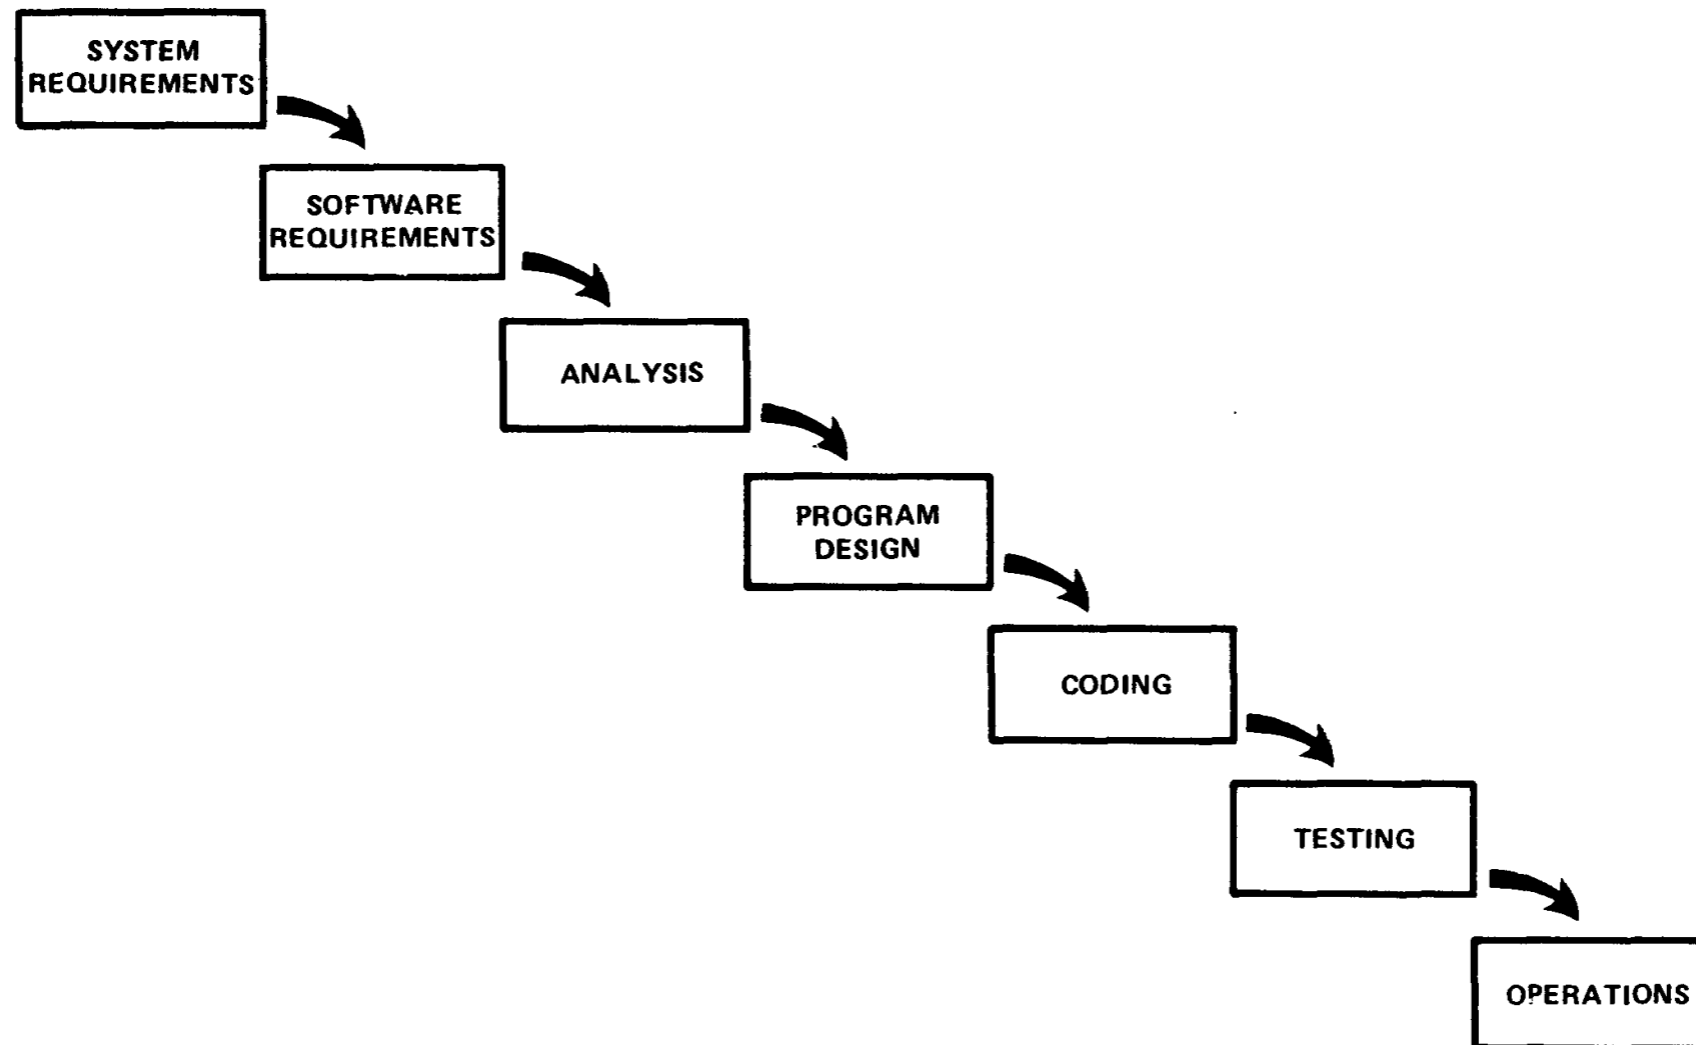 SYSTEM
REQUIREMENTS
SOFTWARE
REQUIREMENTS
ANALYSIS
PROGRAM
DESIGN
CODING
TESTING
OPERATIONS